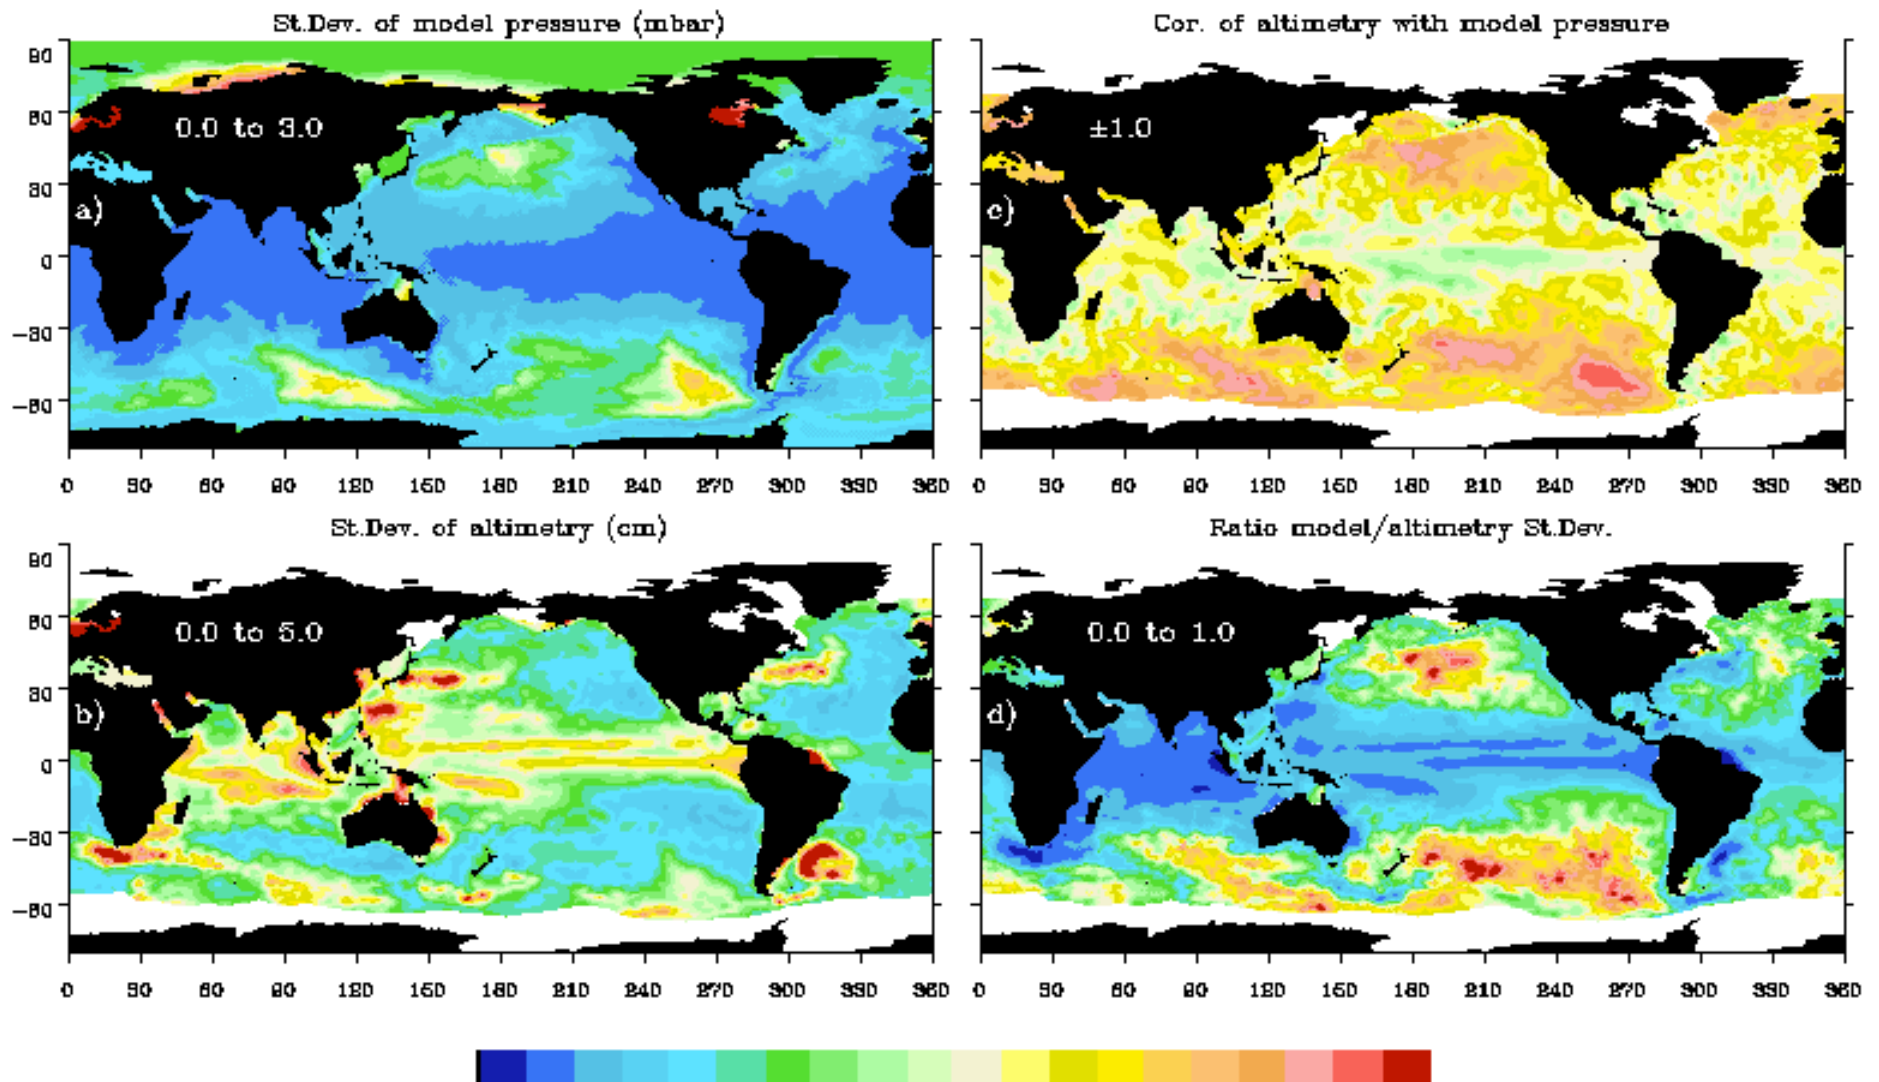 St.Dev. of model pressure (mbar)
90
60
30
0
-30
-60
0.0 to 3.0
a)
0 30 60 90 120 150 180 210 240 270 300 330 360
Cor. of altimetry with model pressure
±1.0
c)
0 30 60 90 120 150 180 210 240 270 300 330 360
St.Dev. of altimetry (cm)
90
60
30
0
-30
-60
0.0 to 5.0
b)
0 30 60 90 120 150 180 210 240 270 300 330 360
Ratio model/altimetry St.Dev.
0.0 to 1.0
d)
0 30 60 90 120 150 180 210 240 270 300 330 360